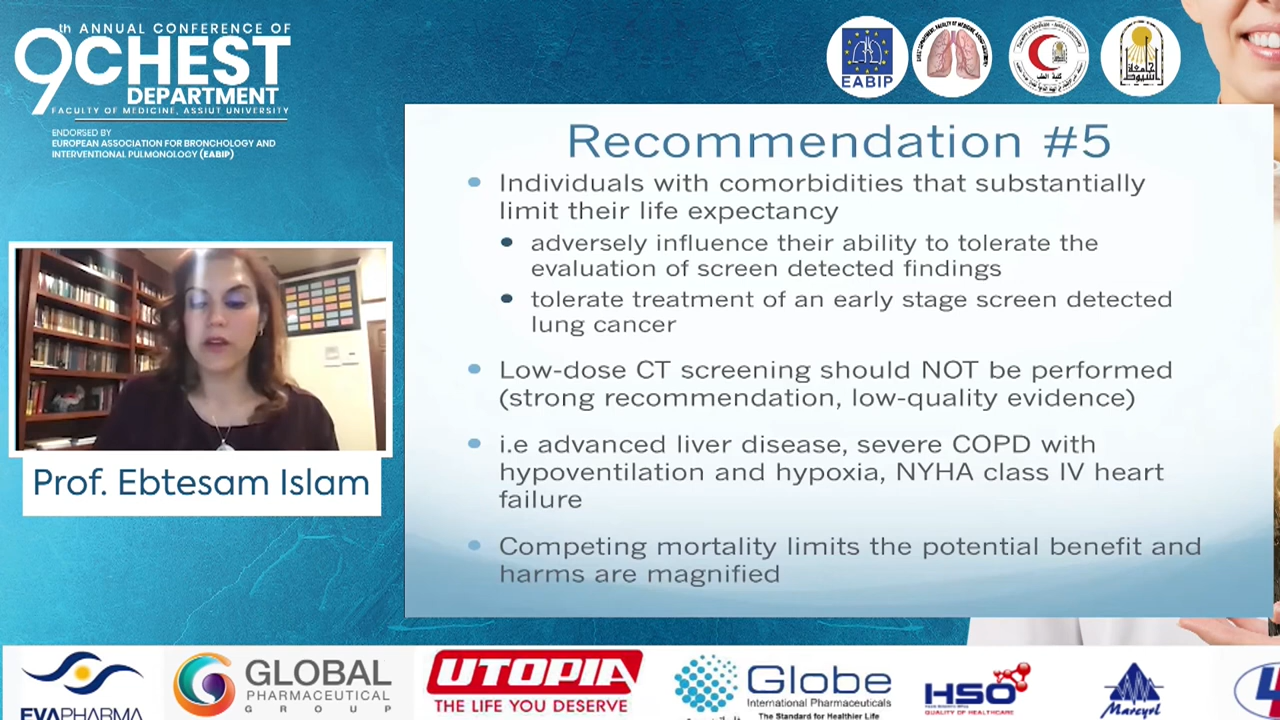 9th ANNUAL CONFERENCE OF
CHEST
DEPARTMENT
FACULTY OF MEDICINE, ASSIUT UNIVERSITY
ENDORSED BY
EUROPEAN ASSOCIATION FOR BRONCHOLOGY AND
INTERVENTIONAL PULMONOLOGY (EABIP)
EABIP
كلية الطب
جامعة
أسيوط
Recommendation #5
• Individuals with comorbidities that substantially
limit their life expectancy
• adversely influence their ability to tolerate the
evaluation of screen detected findings
• tolerate treatment of an early stage screen detected
lung cancer
• Low-dose CT screening should NOT be performed
(strong recommendation, low-quality evidence)
• i.e advanced liver disease, severe COPD with
hypoventilation and hypoxia, NYHA class IV heart
failure
• Competing mortality limits the potential benefit and
harms are magnified
Prof. Ebtesam Islam
EVAPHARMA
GLOBAL
PHARMACEUTICAL
GROUP
UTOPIA
THE LIFE YOU DESERVE
Globe
International Pharmaceuticals
The Standard for Healthier Life
HSO
QUALITY OF HEALTHCARE
Marcyrl